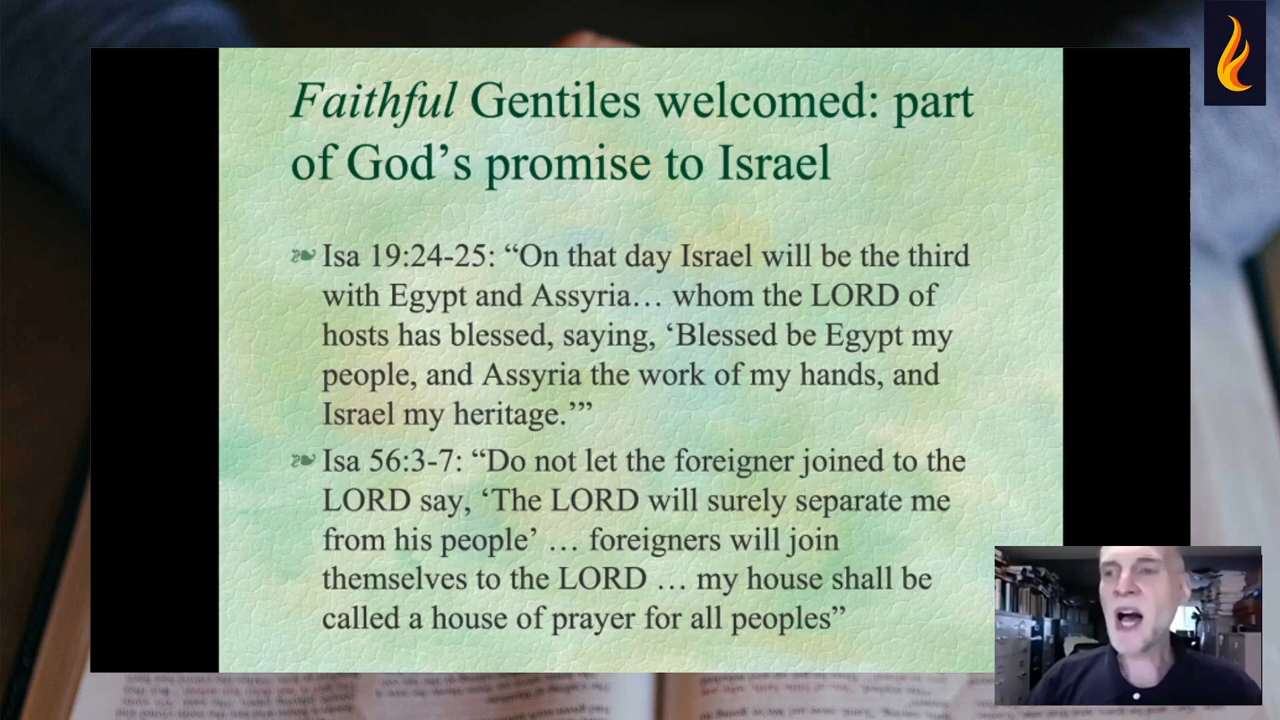 Faithful Gentiles welcomed: part
of God’s promise to Israel
Isa 19:24-25: “On that day Israel will be the third
with Egypt and Assyria… whom the LORD of
hosts has blessed, saying, ‘Blessed be Egypt my
people, and Assyria the work of my hands, and
Israel my heritage.’”
Isa 56:3-7: “Do not let the foreigner joined to the
LORD say, ‘The LORD will surely separate me
from his people’ … foreigners will join
themselves to the LORD … my house shall be
called a house of prayer for all peoples”